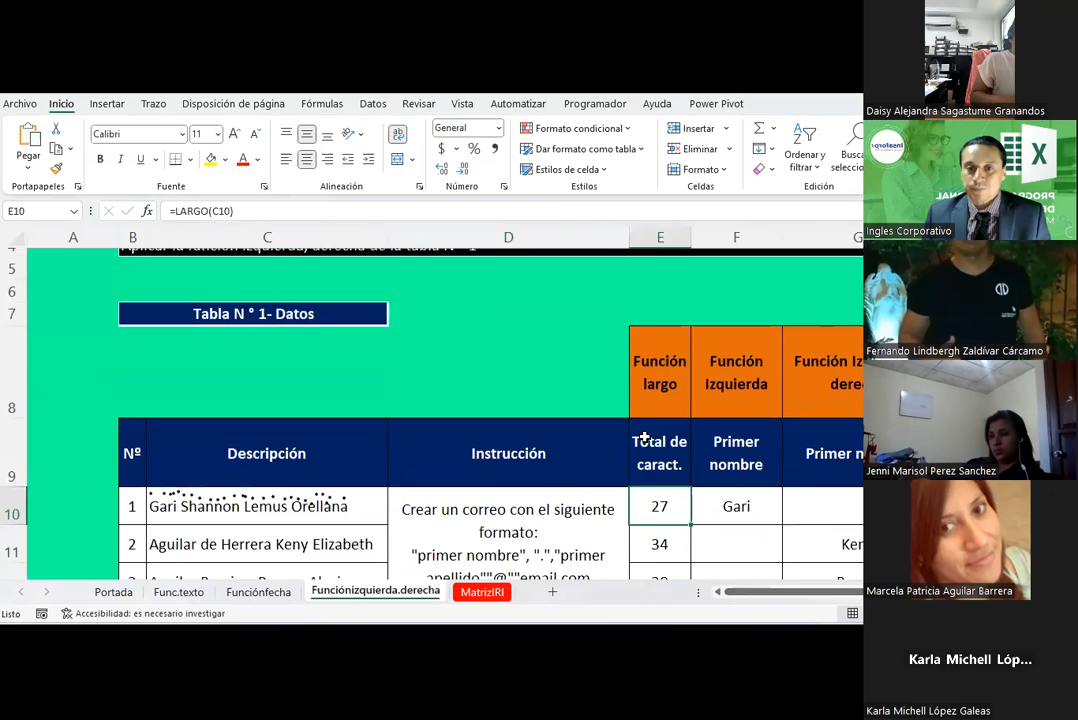 Archivo Inicio Insertar Trazo Disposición de página Fórmulas Datos Revisar Vista Automatizar Programador Ayuda Power Pivot
Pegar
Portapapeles
Calibri 11
N K S
Fuente
Alineación
General
$ % 
Número
Formato condicional
Dar formato como tabla
Estilos de celda
Estilos
Insertar
Eliminar
Formato
Celdas
Ordenar y
filtrar
Edición
E10
fx
=LARGO(C10)
A B C D E F
4 
5
6
7 Tabla N ° 1- Datos
8
Función
largo
Función
Izquierda
9 Nº Descripción Instrucción
Total de
caract.
Primer
nombre
Primer
10 1 Gari Shannon Lemus Orellana
Crear un correo con el siguiente
formato:
"primer nombre", ".","primer
27 Gari
11 2 Aguilar de Herrera Keny Elizabeth 34
Portada Func.texto Funciónfecha Funciónizquierda.derecha MatrizIRI
Listo Accesibilidad: es necesario investigar
Daisy Alejandra Sagastume Granandos
Ingles Corporativo
Fernando Lindbergh Zaldívar Cárcamo
Jenni Marisol Perez Sanchez
Marcela Patricia Aguilar Barrera
Karla Michell Lóp...
Karla Michell López Galeas